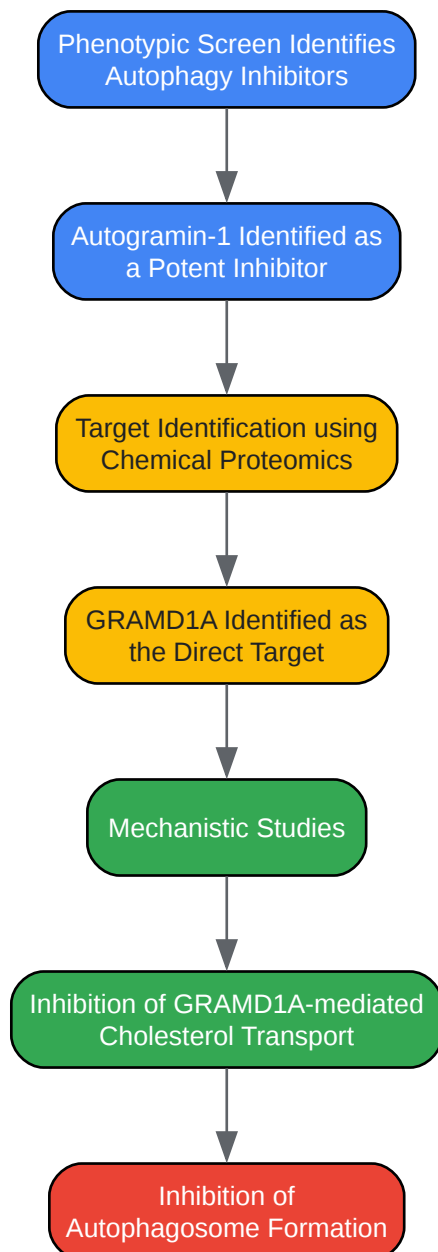 Phenotypic Screen Identifies
Autophagy Inhibitors
Autogramin-1 Identified as
a Potent Inhibitor
Target Identification using
Chemical Proteomics
GRAMD1A Identified as
the Direct Target
Mechanistic Studies
Inhibition of GRAMD1A-mediated
Cholesterol Transport
Inhibition of
Autophagosome Formation